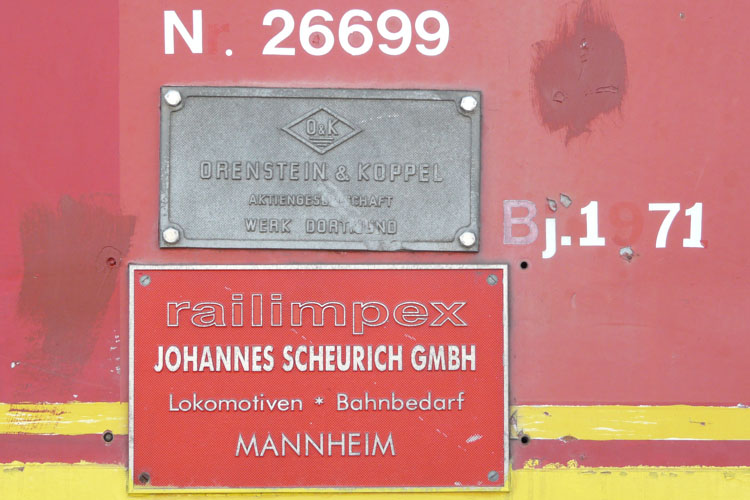 Nr. 26699
O&K
ORENSTEIN & KOPPEL
AKTIENGESELLSCHAFT
WERK DORTMUND
Bj.1971
railimpex
JOHANNES SCHEURICH GMBH
Lokomotiven * Bahnbedarf
MANNHEIM